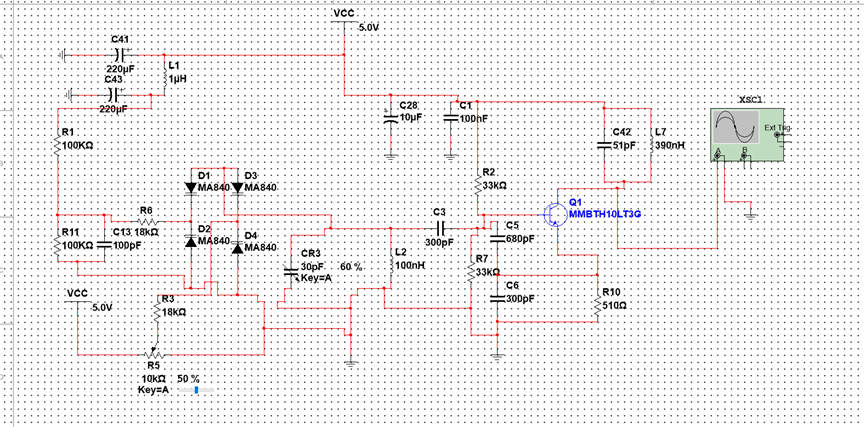 VCC
5.0V
C41
220µF
L1
1µH
C43
220µF
R1
100KΩ
C28
10µF
C1
100nF
C42
51pF
L7
390nH
XSC1
Ext Trig
A
B
R2
33kΩ
D1
MA840
D3
MA840
Q1
MMBTH10LT3G
R6
18kΩ
C3
300pF
R11
100KΩ
C13
100pF
D2
MA840
D4
MA840
C5
680pF
CR3
30pF
Key=A
60 %
L2
100nH
R7
33kΩ
C6
300pF
R10
510Ω
VCC
5.0V
R3
18kΩ
R5
10kΩ
Key=A
50 %